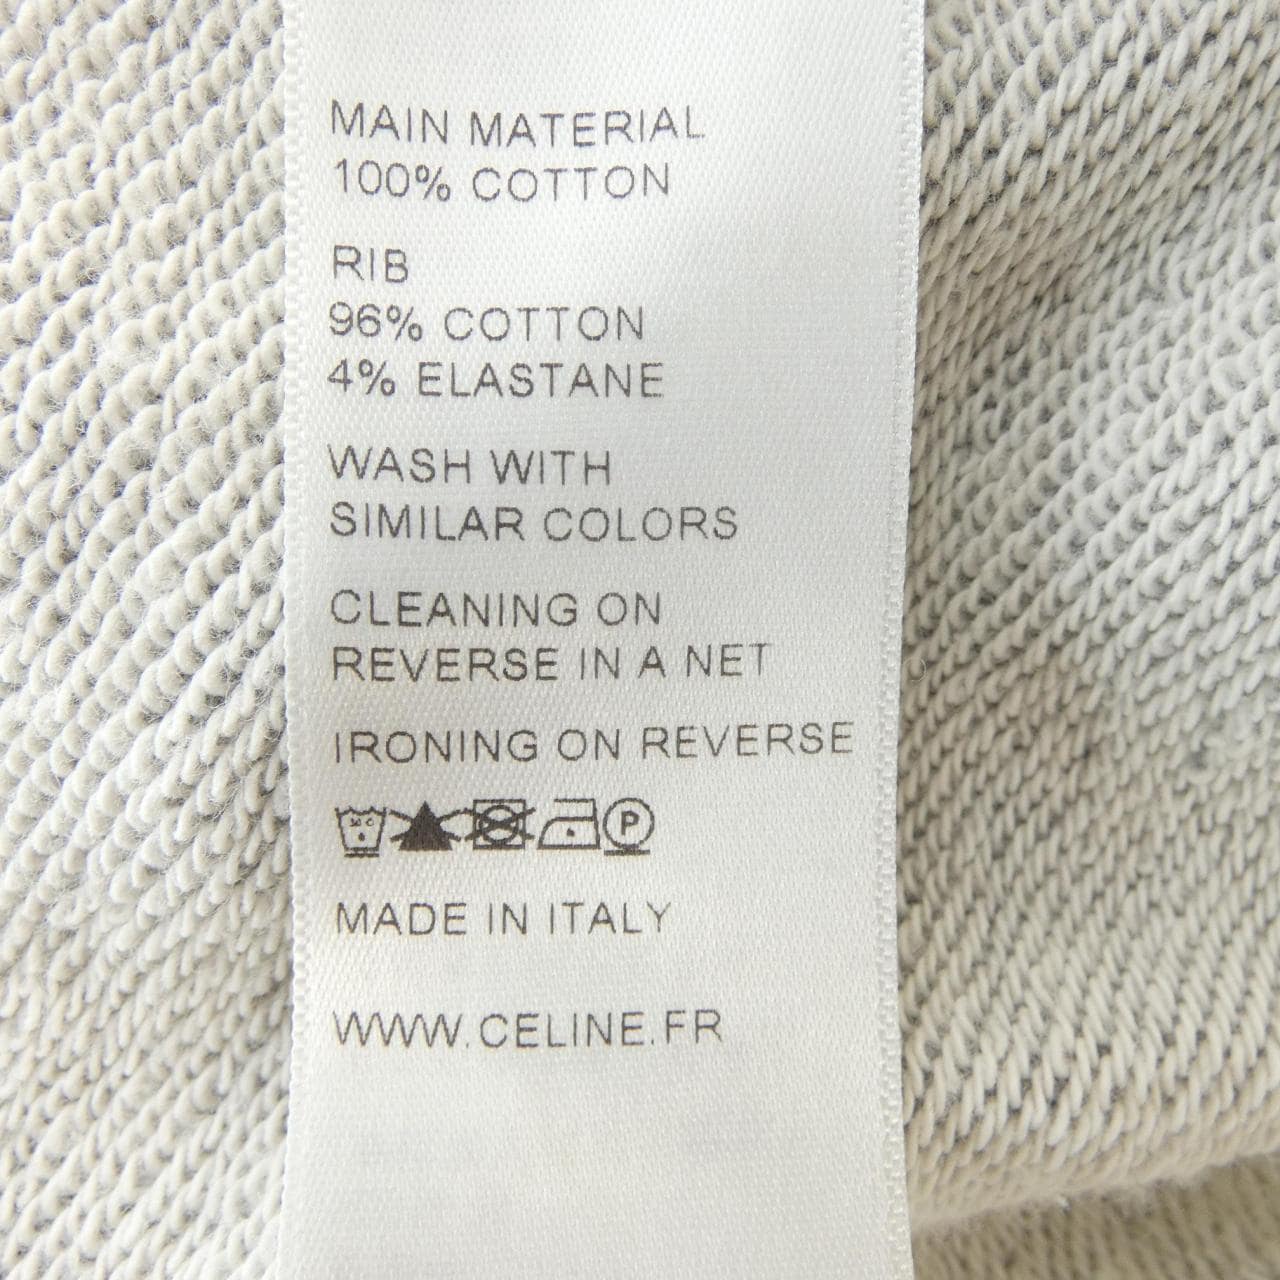 MAIN MATERIAL
100% COTTON
RIB
96% COTTON
4% ELASTANE
WASH WITH
SIMILAR COLORS
CLEANING ON
REVERSE IN A NET
IRONING ON REVERSE
P
MADE IN ITALY
WWW.CELINE.FR